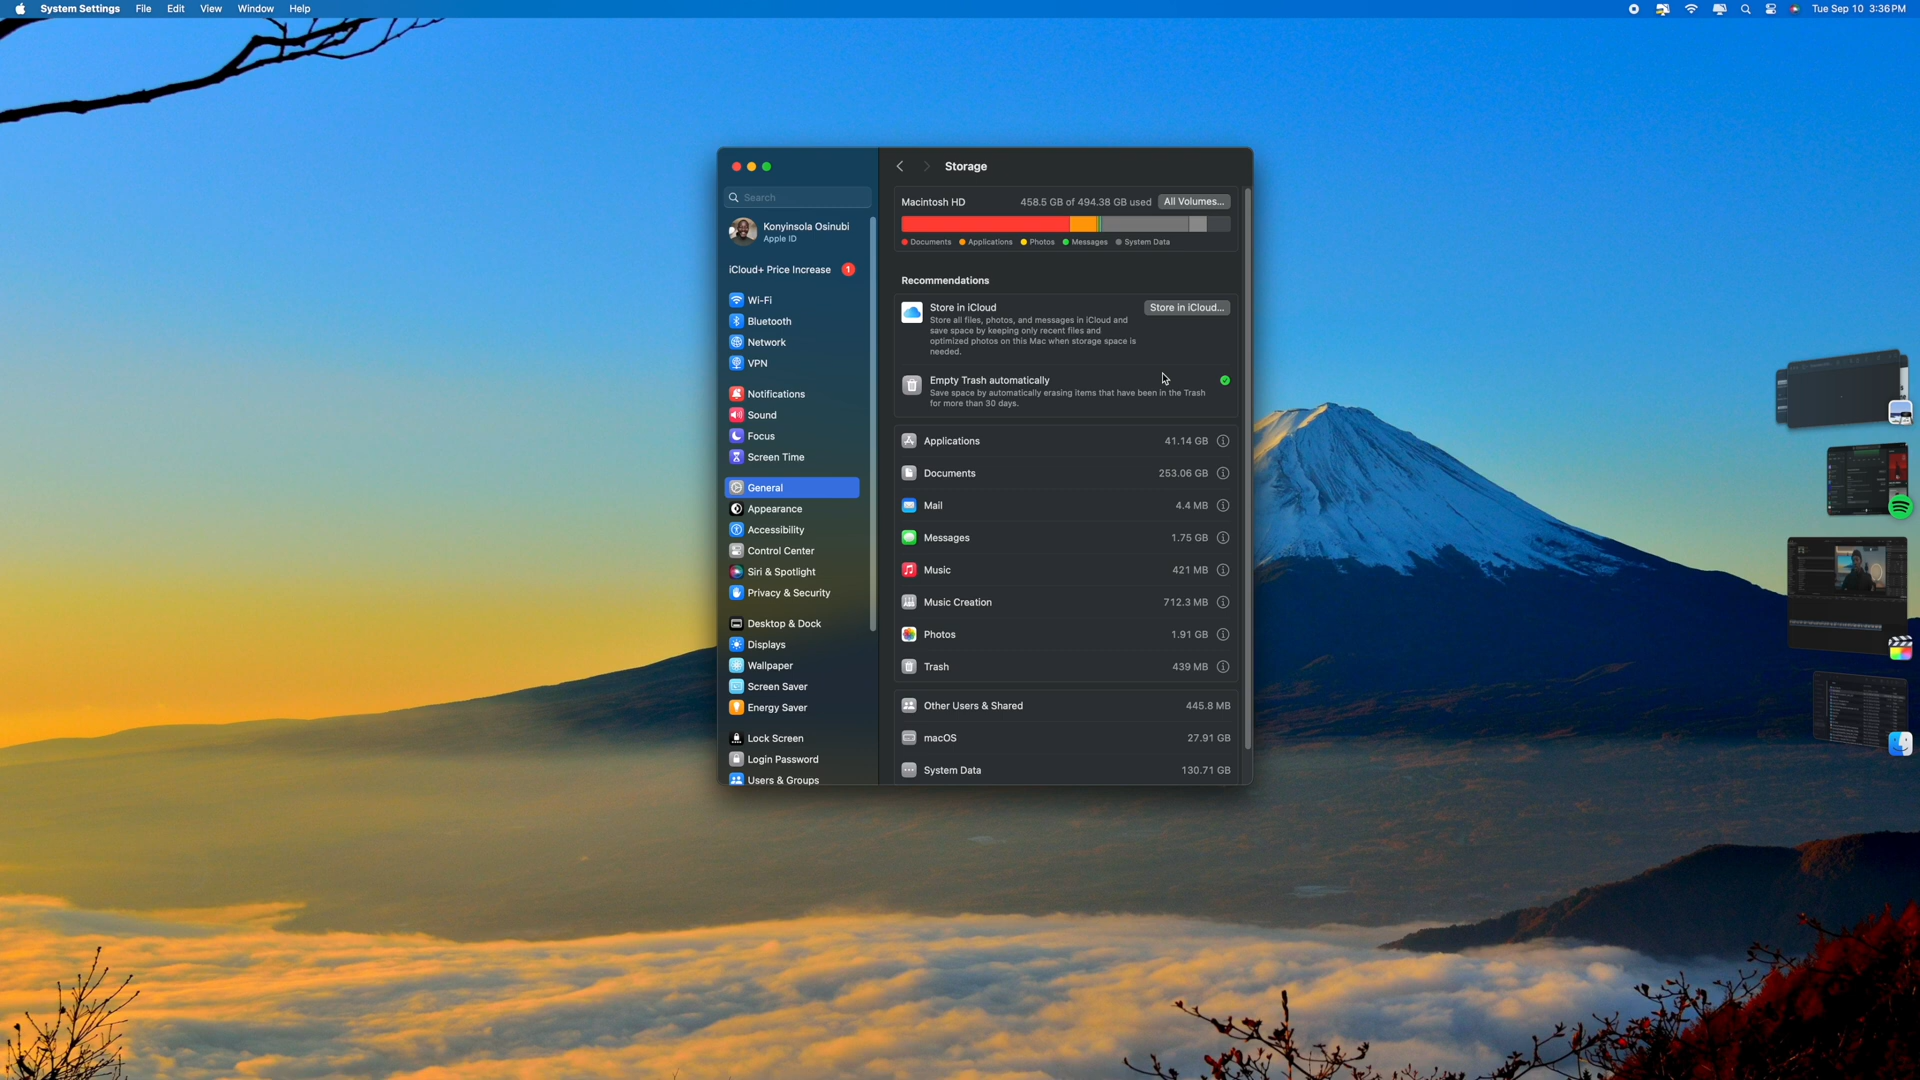 System Settings File Edit View Window Help Tue Sep 10 3:36 PM
Search
Konyinsola Osinubi
Apple ID
iCloud+ Price Increase 1
Wi-Fi
Bluetooth
Network
VPN
Notifications
Sound
Focus
Screen Time
General
Appearance
Accessibility
Control Center
Siri & Spotlight
Privacy & Security
Desktop & Dock
Displays
Wallpaper
Screen Saver
Energy Saver
Lock Screen
Login Password
Users & Groups
Storage
Macintosh HD 458.5 GB of 494.38 GB used All Volumes...
Documents Applications Photos Messages System Data
Recommendations
Store in iCloud Store in iCloud...
Store all files, photos, and messages in iCloud and
save space by keeping only recent files and
optimized photos on this Mac when storage space is
needed.
Empty Trash automatically
Save space by automatically erasing items that have been in the Trash
for more than 30 days.
Applications 41.14 GB
Documents 253.06 GB
Mail 4.4 MB
Messages 1.75 GB
Music 421 MB
Music Creation 712.3 MB
Photos 1.91 GB
Trash 439 MB
Other Users & Shared 445.8 MB
macOS 27.91 GB
System Data 130.71 GB